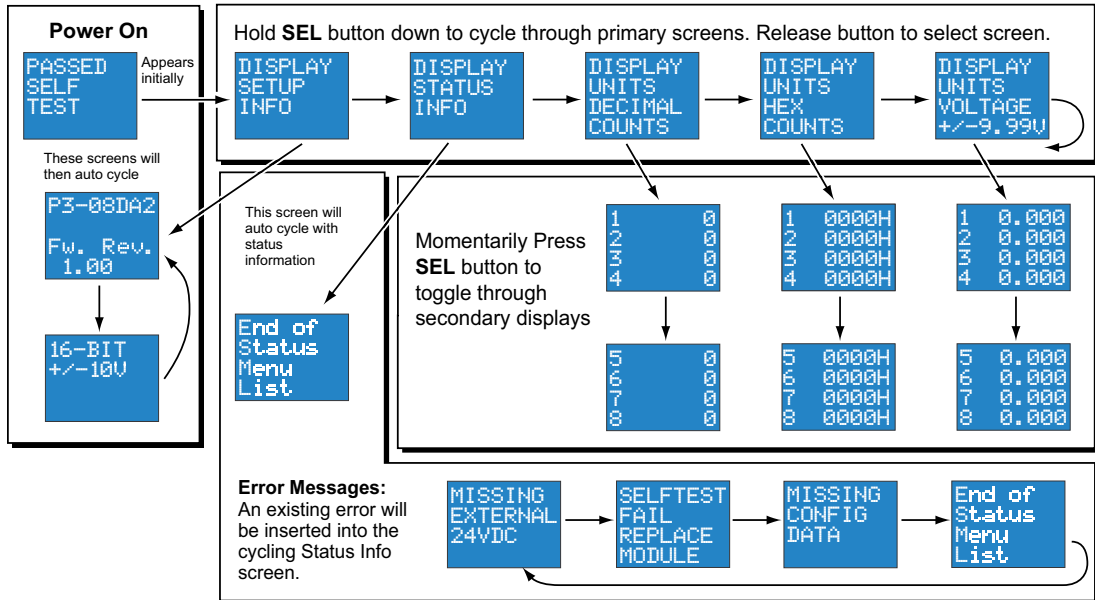 Power On
PASSED
SELF
TEST
Appears
initially
These screens will
then auto cycle
P3-08DA2
Fw. Rev.
1.00
16-BIT
+/-10V
Hold SEL button down to cycle through primary screens. Release button to select screen.
DISPLAY
SETUP
INFO
DISPLAY
STATUS
INFO
DISPLAY
UNITS
DECIMAL
COUNTS
DISPLAY
UNITS
HEX
COUNTS
DISPLAY
UNITS
VOLTAGE
+/-9.99V
This screen will
auto cycle with
status
information
End of
Status
Menu
List
Momentarily Press
SEL button to
toggle through
secondary displays
1 0
2 0
3 0
4 0
5 0
6 0
7 0
8 0
1 0000H
2 0000H
3 0000H
4 0000H
5 0000H
6 0000H
7 0000H
8 0000H
1 0.000
2 0.000
3 0.000
4 0.000
5 0.000
6 0.000
7 0.000
8 0.000
Error Messages:
An existing error will
be inserted into the
cycling Status Info
screen.
MISSING
EXTERNAL
24VDC
SELFTEST
FAIL
REPLACE
MODULE
MISSING
CONFIG
DATA
End of
Status
Menu
List